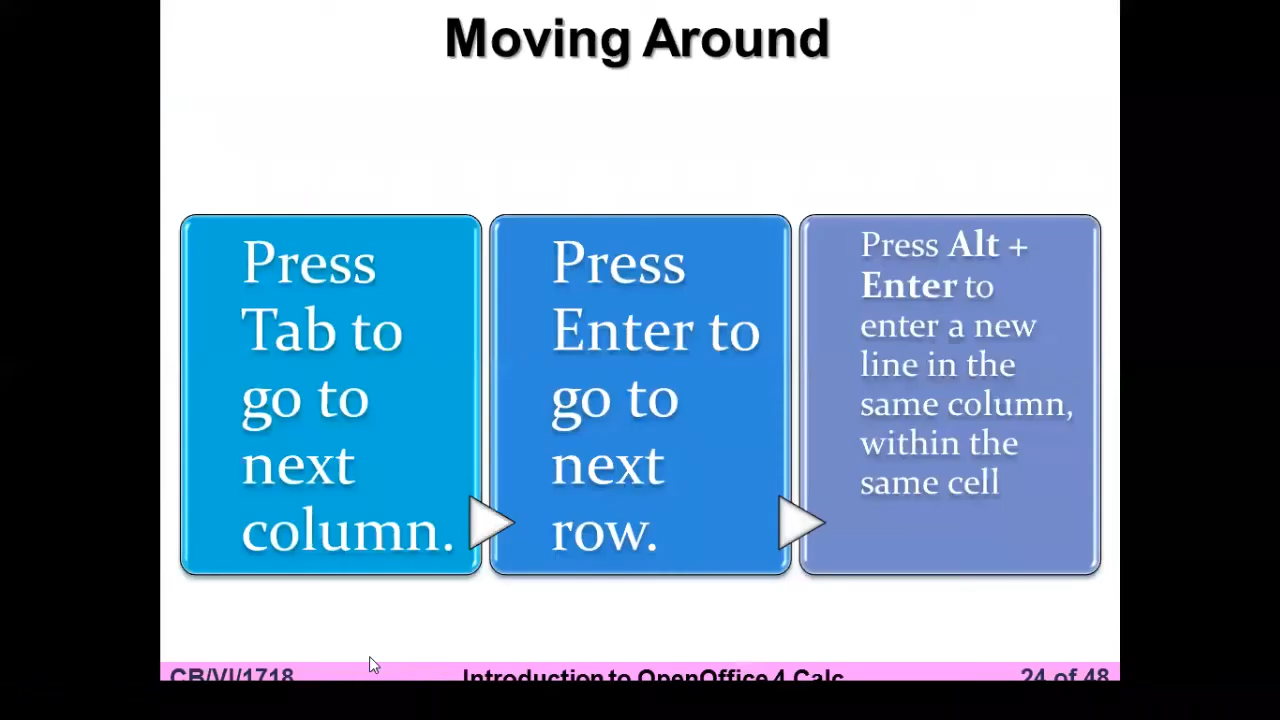 Moving Around
Press
Tab to
go to
next
column.
Press
Enter to
go to
next
row.
Press Alt +
Enter to
enter a new
line in the
same column,
within the
same cell
CB/VI/1718
Introduction to OpenOffice 4 Calc
24 of 48